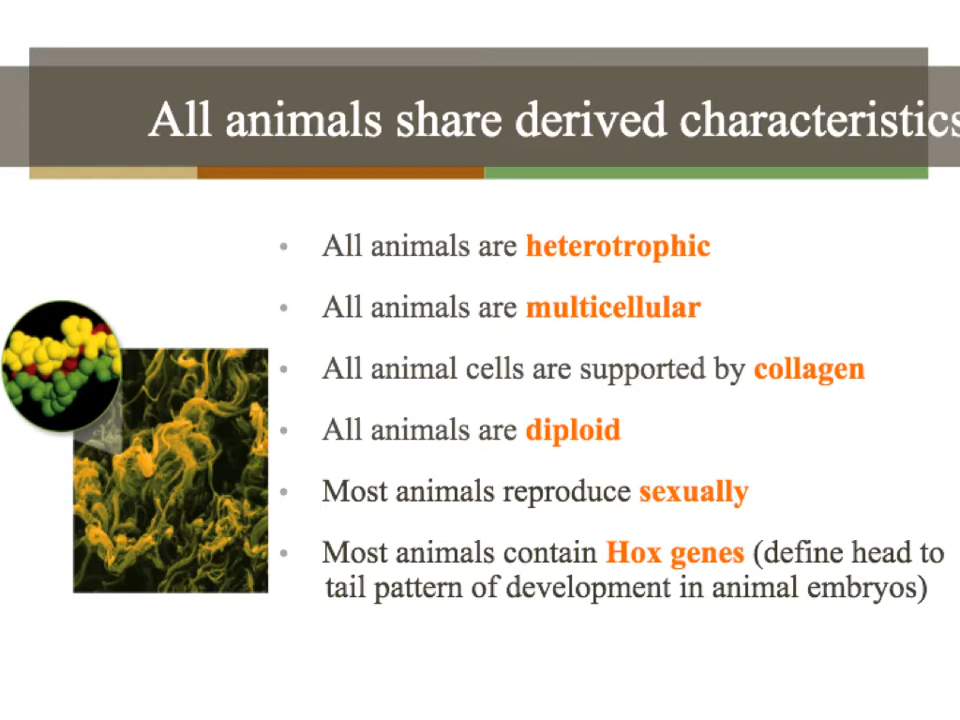 All animals share derived characteristics
• All animals are heterotrophic
• All animals are multicellular
• All animal cells are supported by collagen
• All animals are diploid
• Most animals reproduce sexually
• Most animals contain Hox genes (define head to
tail pattern of development in animal embryos)